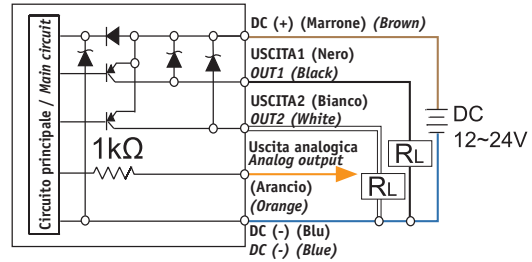 Circuito principale / Main circuit
DC (+) (Marrone) (Brown)
USCITA1 (Nero)
OUT1 (Black)
USCITA2 (Bianco)
OUT2 (White)
1kΩ
Uscita analogica
Analog output
(Arancio)
(Orange)
DC (-) (Blu)
DC (-) (Blue)
RL
RL
DC
12~24V